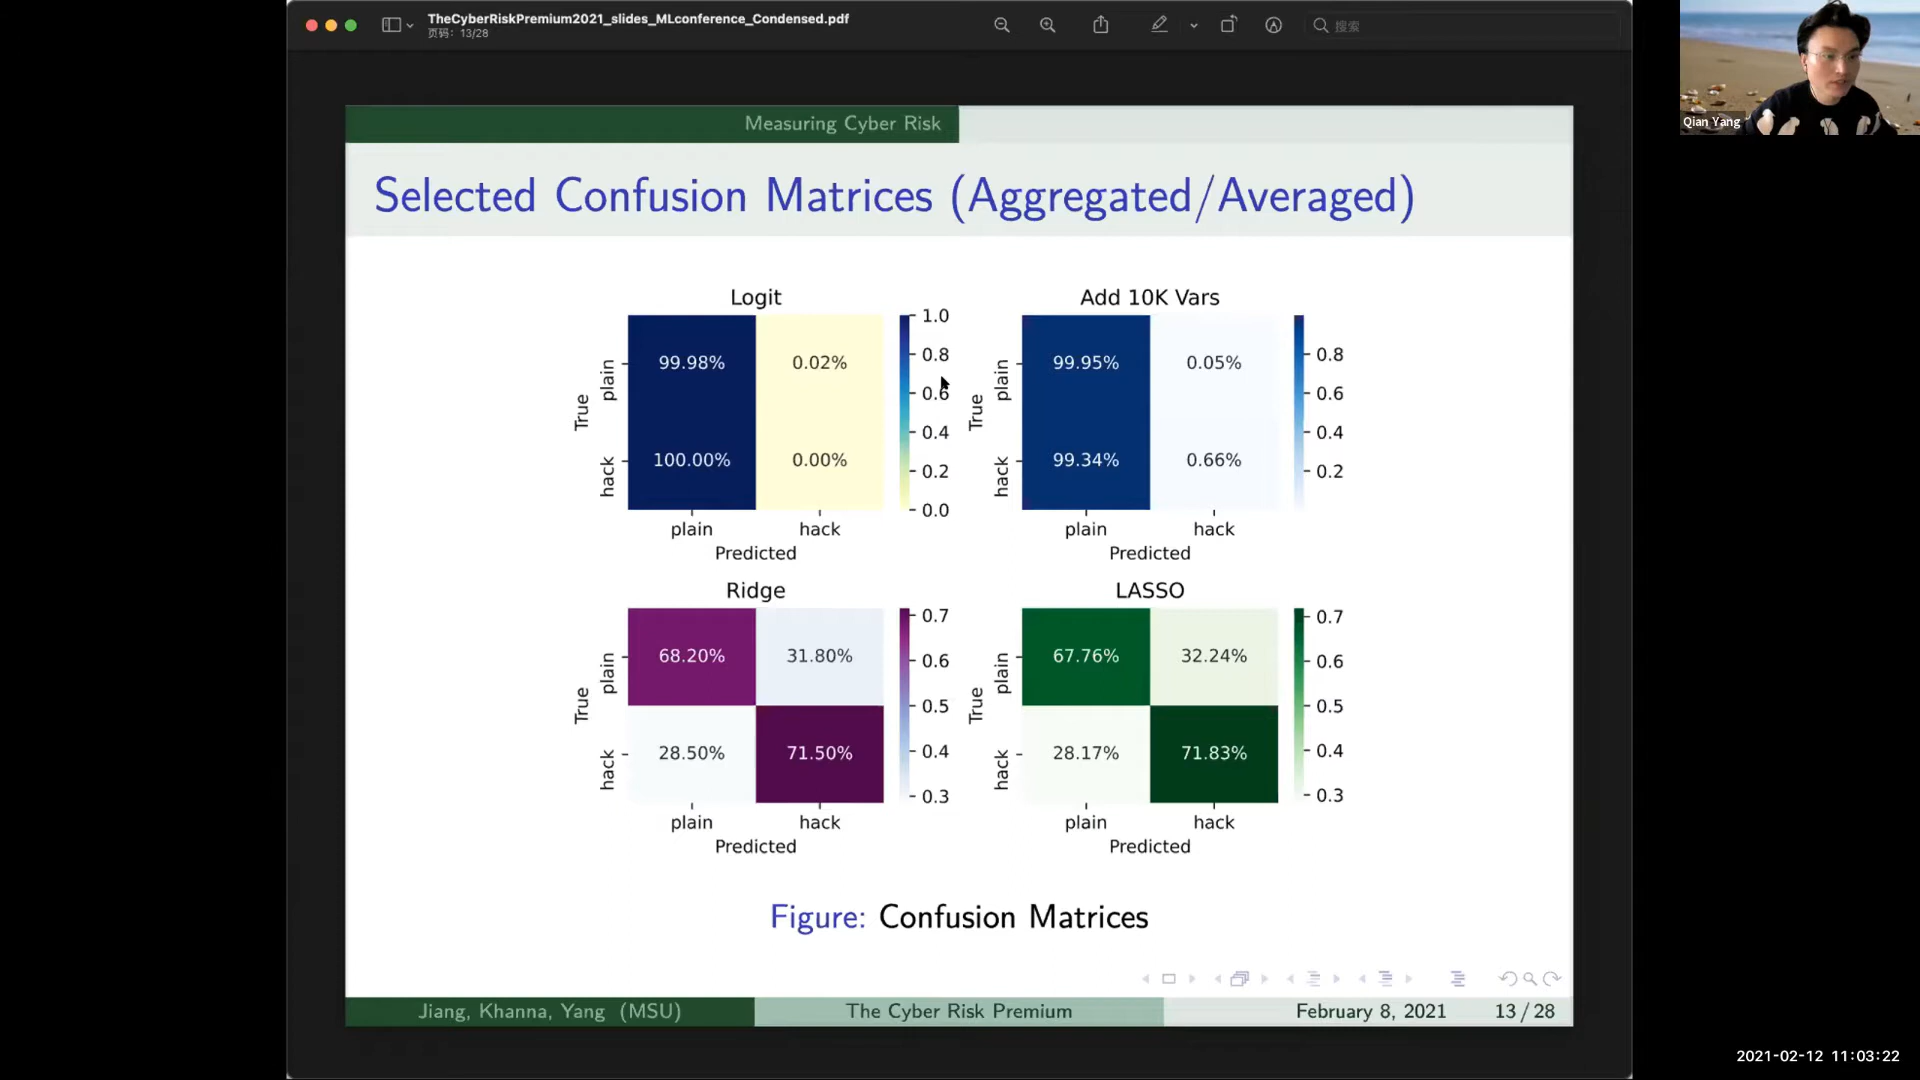 TheCyberRiskPremium2021_slides_MLconference_Condensed.pdf
页码：13/28
搜索
Qian Yang
Measuring Cyber Risk
Selected Confusion Matrices (Aggregated/Averaged)
Logit
True
plain
hack
99.98%
0.02%
100.00%
0.00%
plain
hack
Predicted
1.0
0.8
0.6
0.4
0.2
0.0
Add 10K Vars
True
plain
hack
99.95%
0.05%
99.34%
0.66%
plain
hack
Predicted
0.8
0.6
0.4
0.2
Ridge
True
plain
hack
68.20%
31.80%
28.50%
71.50%
plain
hack
Predicted
0.7
0.6
0.5
0.4
0.3
LASSO
True
plain
hack
67.76%
32.24%
28.17%
71.83%
plain
hack
Predicted
0.7
0.6
0.5
0.4
0.3
Figure: Confusion Matrices
Jiang, Khanna, Yang (MSU)
The Cyber Risk Premium
February 8, 2021
13 / 28
2021-02-12 11:03:22